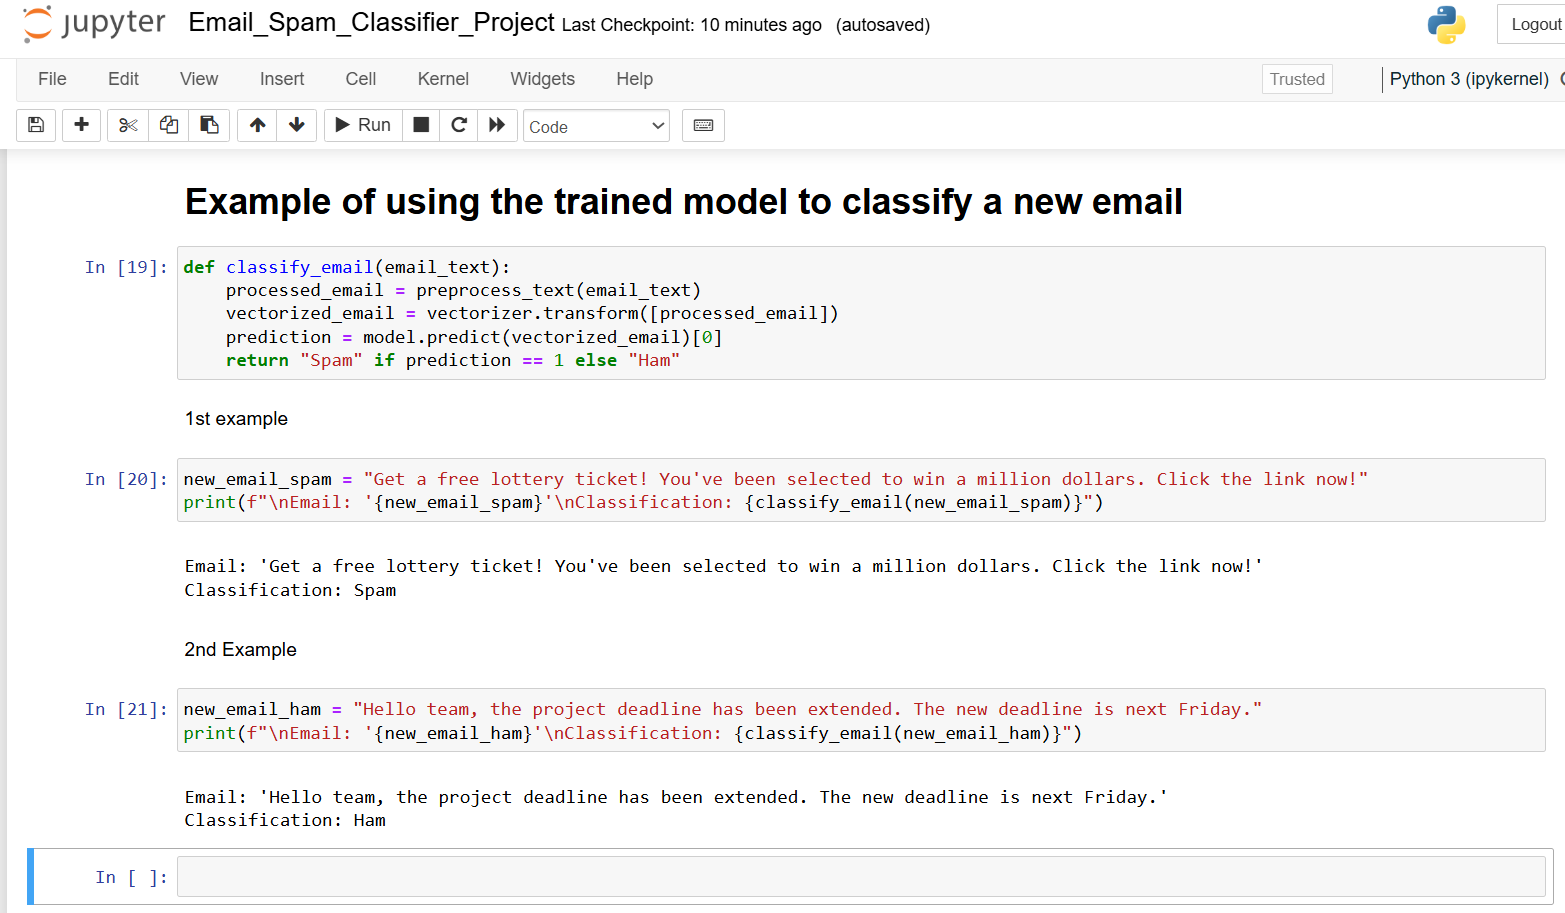 jupyter Email_Spam_Classifier_Project Last Checkpoint: 10 minutes ago (autosaved) Logout
File Edit View Insert Cell Kernel Widgets Help Trusted Python 3 (ipykernel)
Run Code
Example of using the trained model to classify a new email
In [19]: def classify_email(email_text):
    processed_email = preprocess_text(email_text)
    vectorized_email = vectorizer.transform([processed_email])
    prediction = model.predict(vectorized_email)[0]
    return "Spam" if prediction == 1 else "Ham"
1st example
In [20]: new_email_spam = "Get a free lottery ticket! You've been selected to win a million dollars. Click the link now!"
print(f"\nEmail: '{new_email_spam}'\nClassification: {classify_email(new_email_spam)}")
Email: 'Get a free lottery ticket! You've been selected to win a million dollars. Click the link now!'
Classification: Spam
2nd Example
In [21]: new_email_ham = "Hello team, the project deadline has been extended. The new deadline is next Friday."
print(f"\nEmail: '{new_email_ham}'\nClassification: {classify_email(new_email_ham)}")
Email: 'Hello team, the project deadline has been extended. The new deadline is next Friday.'
Classification: Ham
In [ ]: